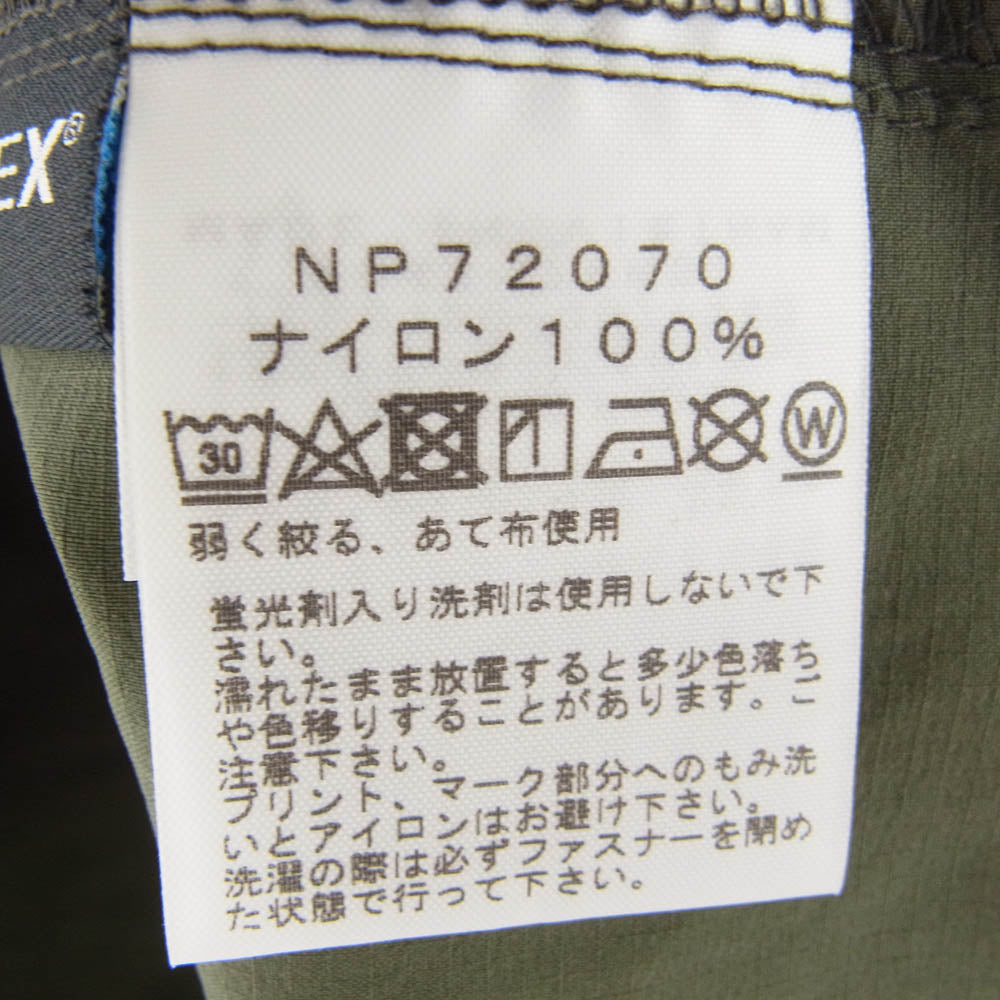 EX®
NP72070
ナイロン100%
30
W
弱く絞る、あて布使用
蛍光剤入り洗剤は使用しないで下
さい。
濡れたまま放置すると多少色落ち
や色移りすることがあります。ご
注意下さい。
プリント、マーク部分へのもみ洗
いとアイロンはお避け下さい。
洗濯の際は必ずファスナーを閉め
た状態で行って下さい。